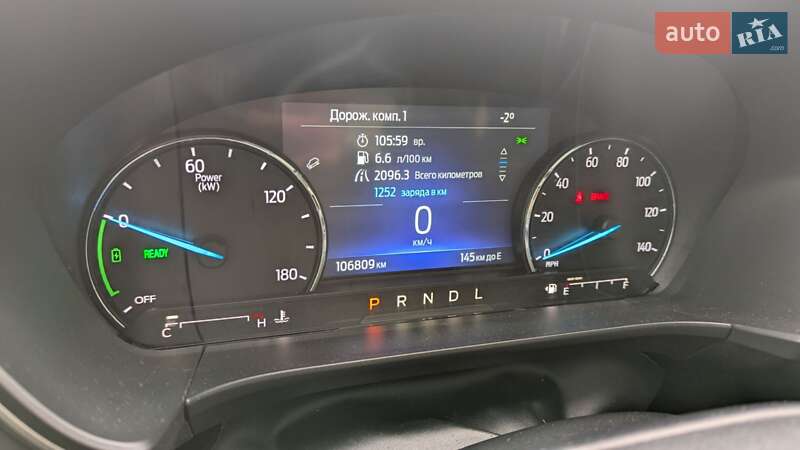 auto RIA .com
Дорож. комп. 1 -2°
105:59 вр.
6.6 л/100 км
2096.3 Всего километров
1252 заряда в км
0
км/ч
106809 км 145 км до E
0 60 120 180
Power
(kW)
READY
OFF
0 20 40 60 80 100 120 140
MPH
BRAKE
P R N D L
C H
E F